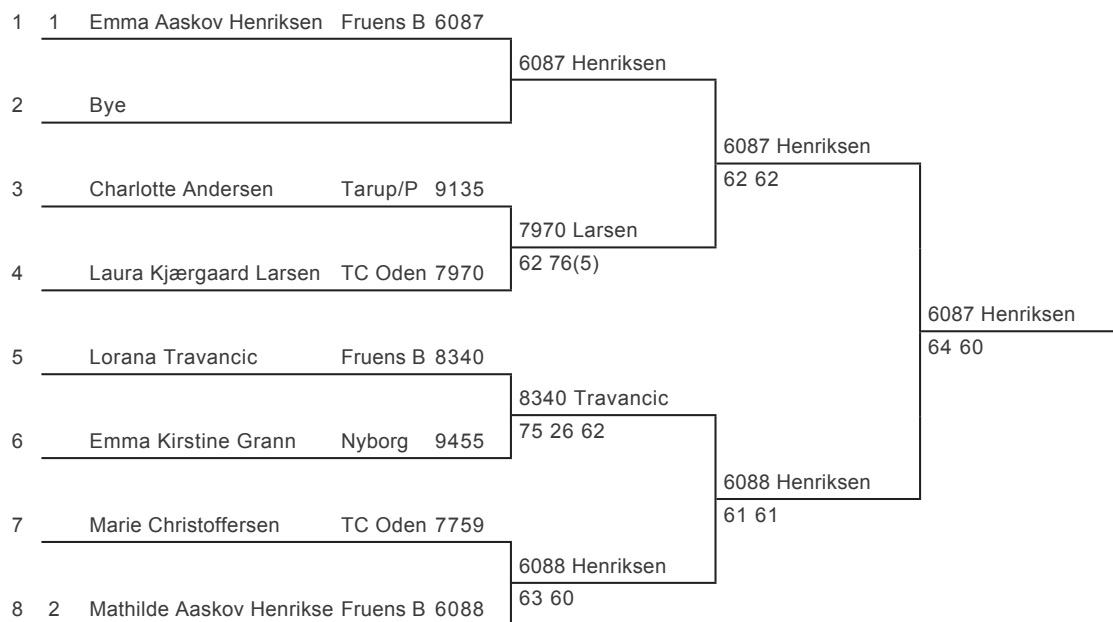 1 1 Emma Aaskov Henriksen Fruens B 6087
6087 Henriksen
2 Bye
6087 Henriksen
62 62
3 Charlotte Andersen Tarup/P 9135
7970 Larsen
62 76(5)
4 Laura Kjærgaard Larsen TC Oden 7970
6087 Henriksen
64 60
5 Lorana Travancic Fruens B 8340
8340 Travancic
75 26 62
6 Emma Kirstine Grann Nyborg 9455
6088 Henriksen
61 61
7 Marie Christoffersen TC Oden 7759
6088 Henriksen
63 60
8 2 Mathilde Aaskov Henrikse Fruens B 6088